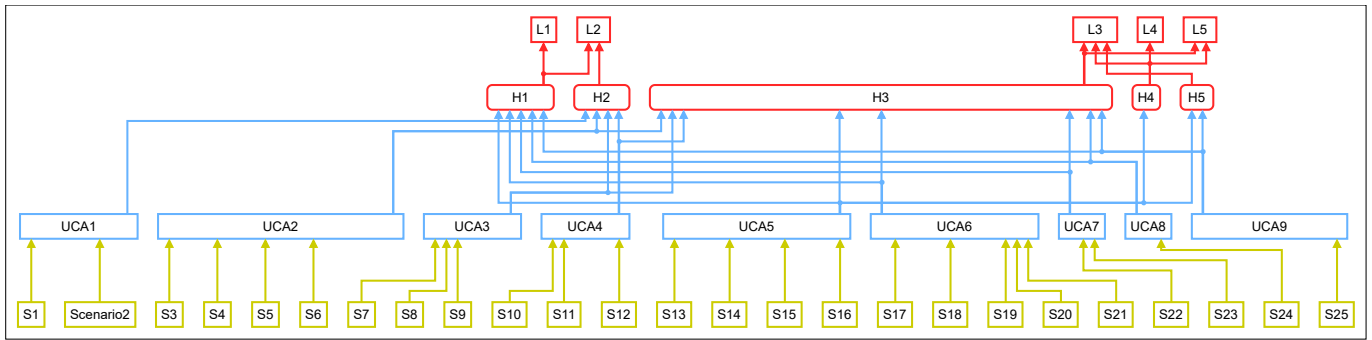 L1 L2 L3 L4 L5
H1 H2 H3 H4 H5
UCA1 UCA2 UCA3 UCA4 UCA5 UCA6 UCA7 UCA8 UCA9
S1 Scenario2 S3 S4 S5 S6 S7 S8 S9 S10 S11 S12 S13 S14 S15 S16 S17 S18 S19 S20 S21 S22 S23 S24 S25